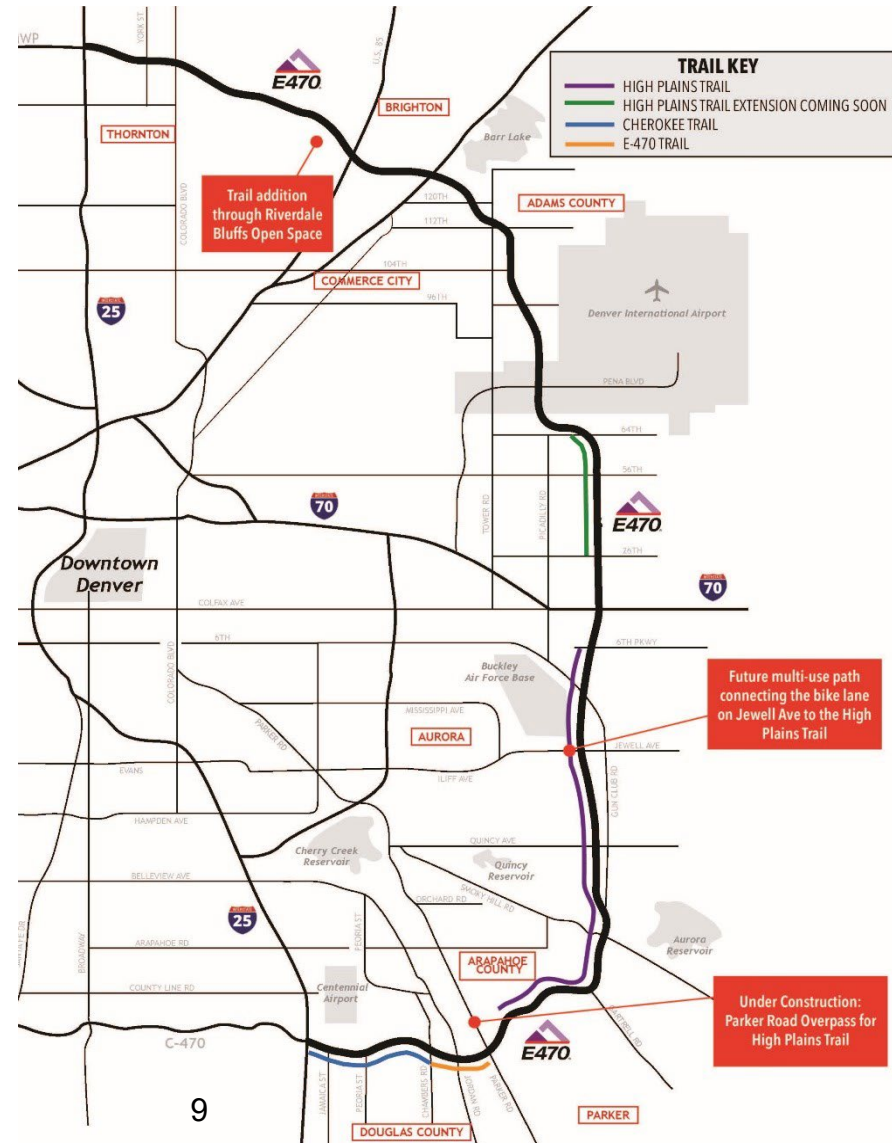 WP
YORK ST
E470
U.S. 85
TRAIL KEY
HIGH PLAINS TRAIL
HIGH PLAINS TRAIL EXTENSION COMING SOON
CHEROKEE TRAIL
E-470 TRAIL
BRIGHTON
THORNTON
Barr Lake
Trail addition
through Riverdale
Bluffs Open Space
COLORADO BLVD
120TH
ADAMS COUNTY
112TH
104TH
COMMERCE CITY
96TH
25
Denver International Airport
PENA BLVD
64TH
56TH
TOWER RD
PICADILLY RD
70
E470
26TH
Downtown
Denver
70
COLFAX AVE
6TH
6TH PKWY
COLORADO BLVD
Buckley
Air Force Base
PARKER RD
MISSISSIPPI AVE
Future multi-use path
connecting the bike lane
on Jewell Ave to the High
Plains Trail
AURORA
JEWELL AVE
EVANS
ILIFF AVE
GUN CLUB RD
HAMPDEN AVE
QUINCY AVE
Cherry Creek
Reservoir
Quincy
Reservoir
BELLEVIEW AVE
SMOKY HILL RD
ORCHARD RD
25
PEORIA ST
BROADWAY
ARAPAHOE RD
Aurora
Reservoir
ARAPAHOE
COUNTY
COUNTY LINE RD
Centennial
Airport
Under Construction:
Parker Road Overpass for
High Plains Trail
C-470
E470
JAMAICA ST
PEORIA ST
CHAMBERS RD
JORDAN RD
PARKER RD
9
PARKER
DOUGLAS COUNTY